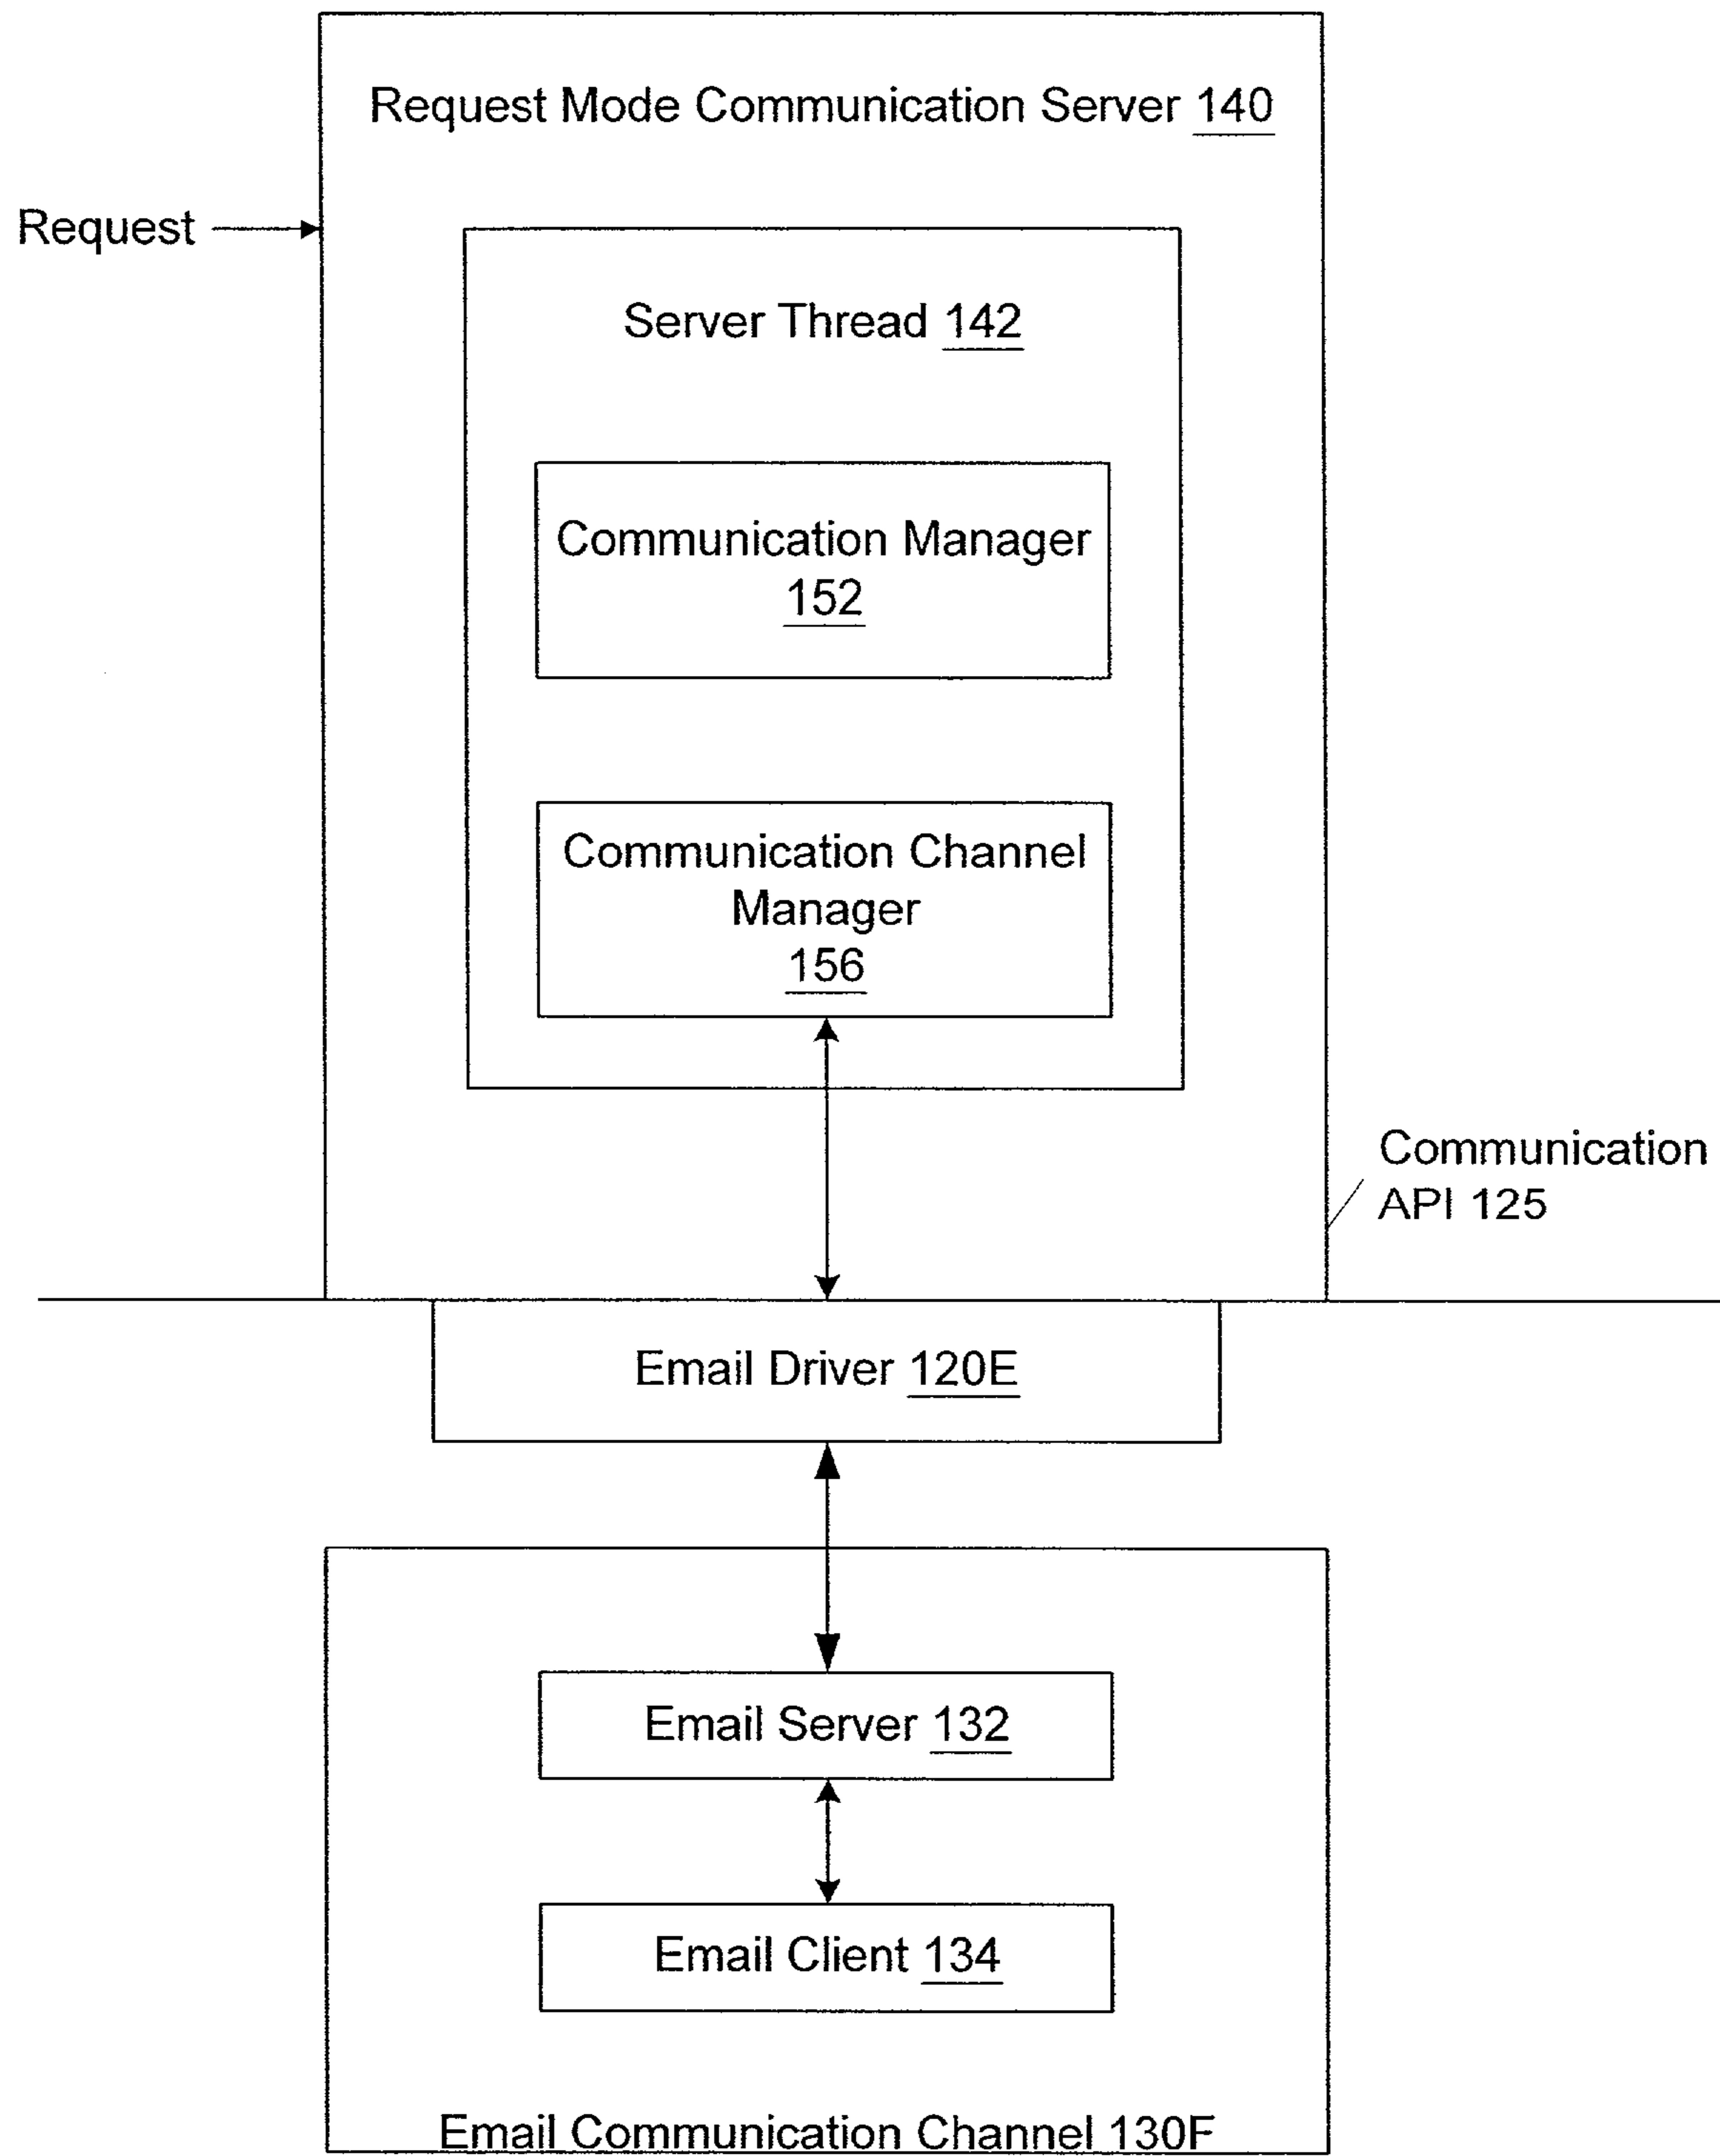 Request Mode Communication Server 140
Request
Server Thread 142
Communication Manager
152
Communication Channel
Manager
156
Communication
API 125
Email Driver 120E
Email Server 132
Email Client 134
Email Communication Channel 130F